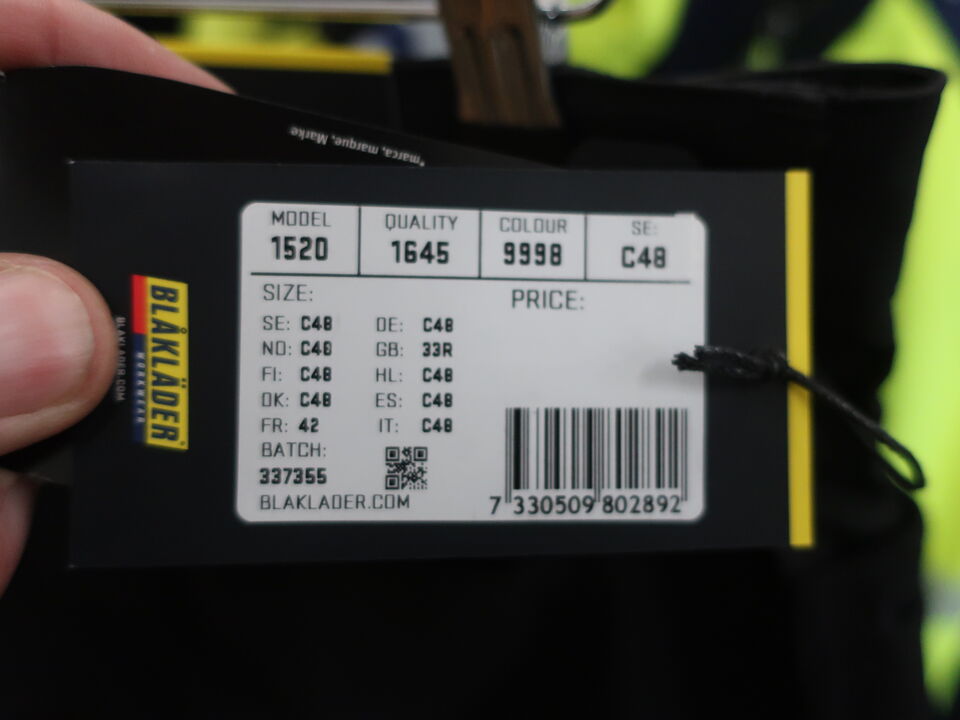 *marca, marque, Marke
MODEL QUALITY COLOUR SE:
1520 1645 9998 C48
SIZE: PRICE:
SE: C48 DE: C48
NO: C48 GB: 33R
FI: C48 HL: C48
DK: C48 ES: C48
FR: 42 IT: C48
BATCH:
337355
BLAKLADER.COM
7 330509 802892
BLÅKLÄDER
WORKWEAR
BLAKLADER.COM